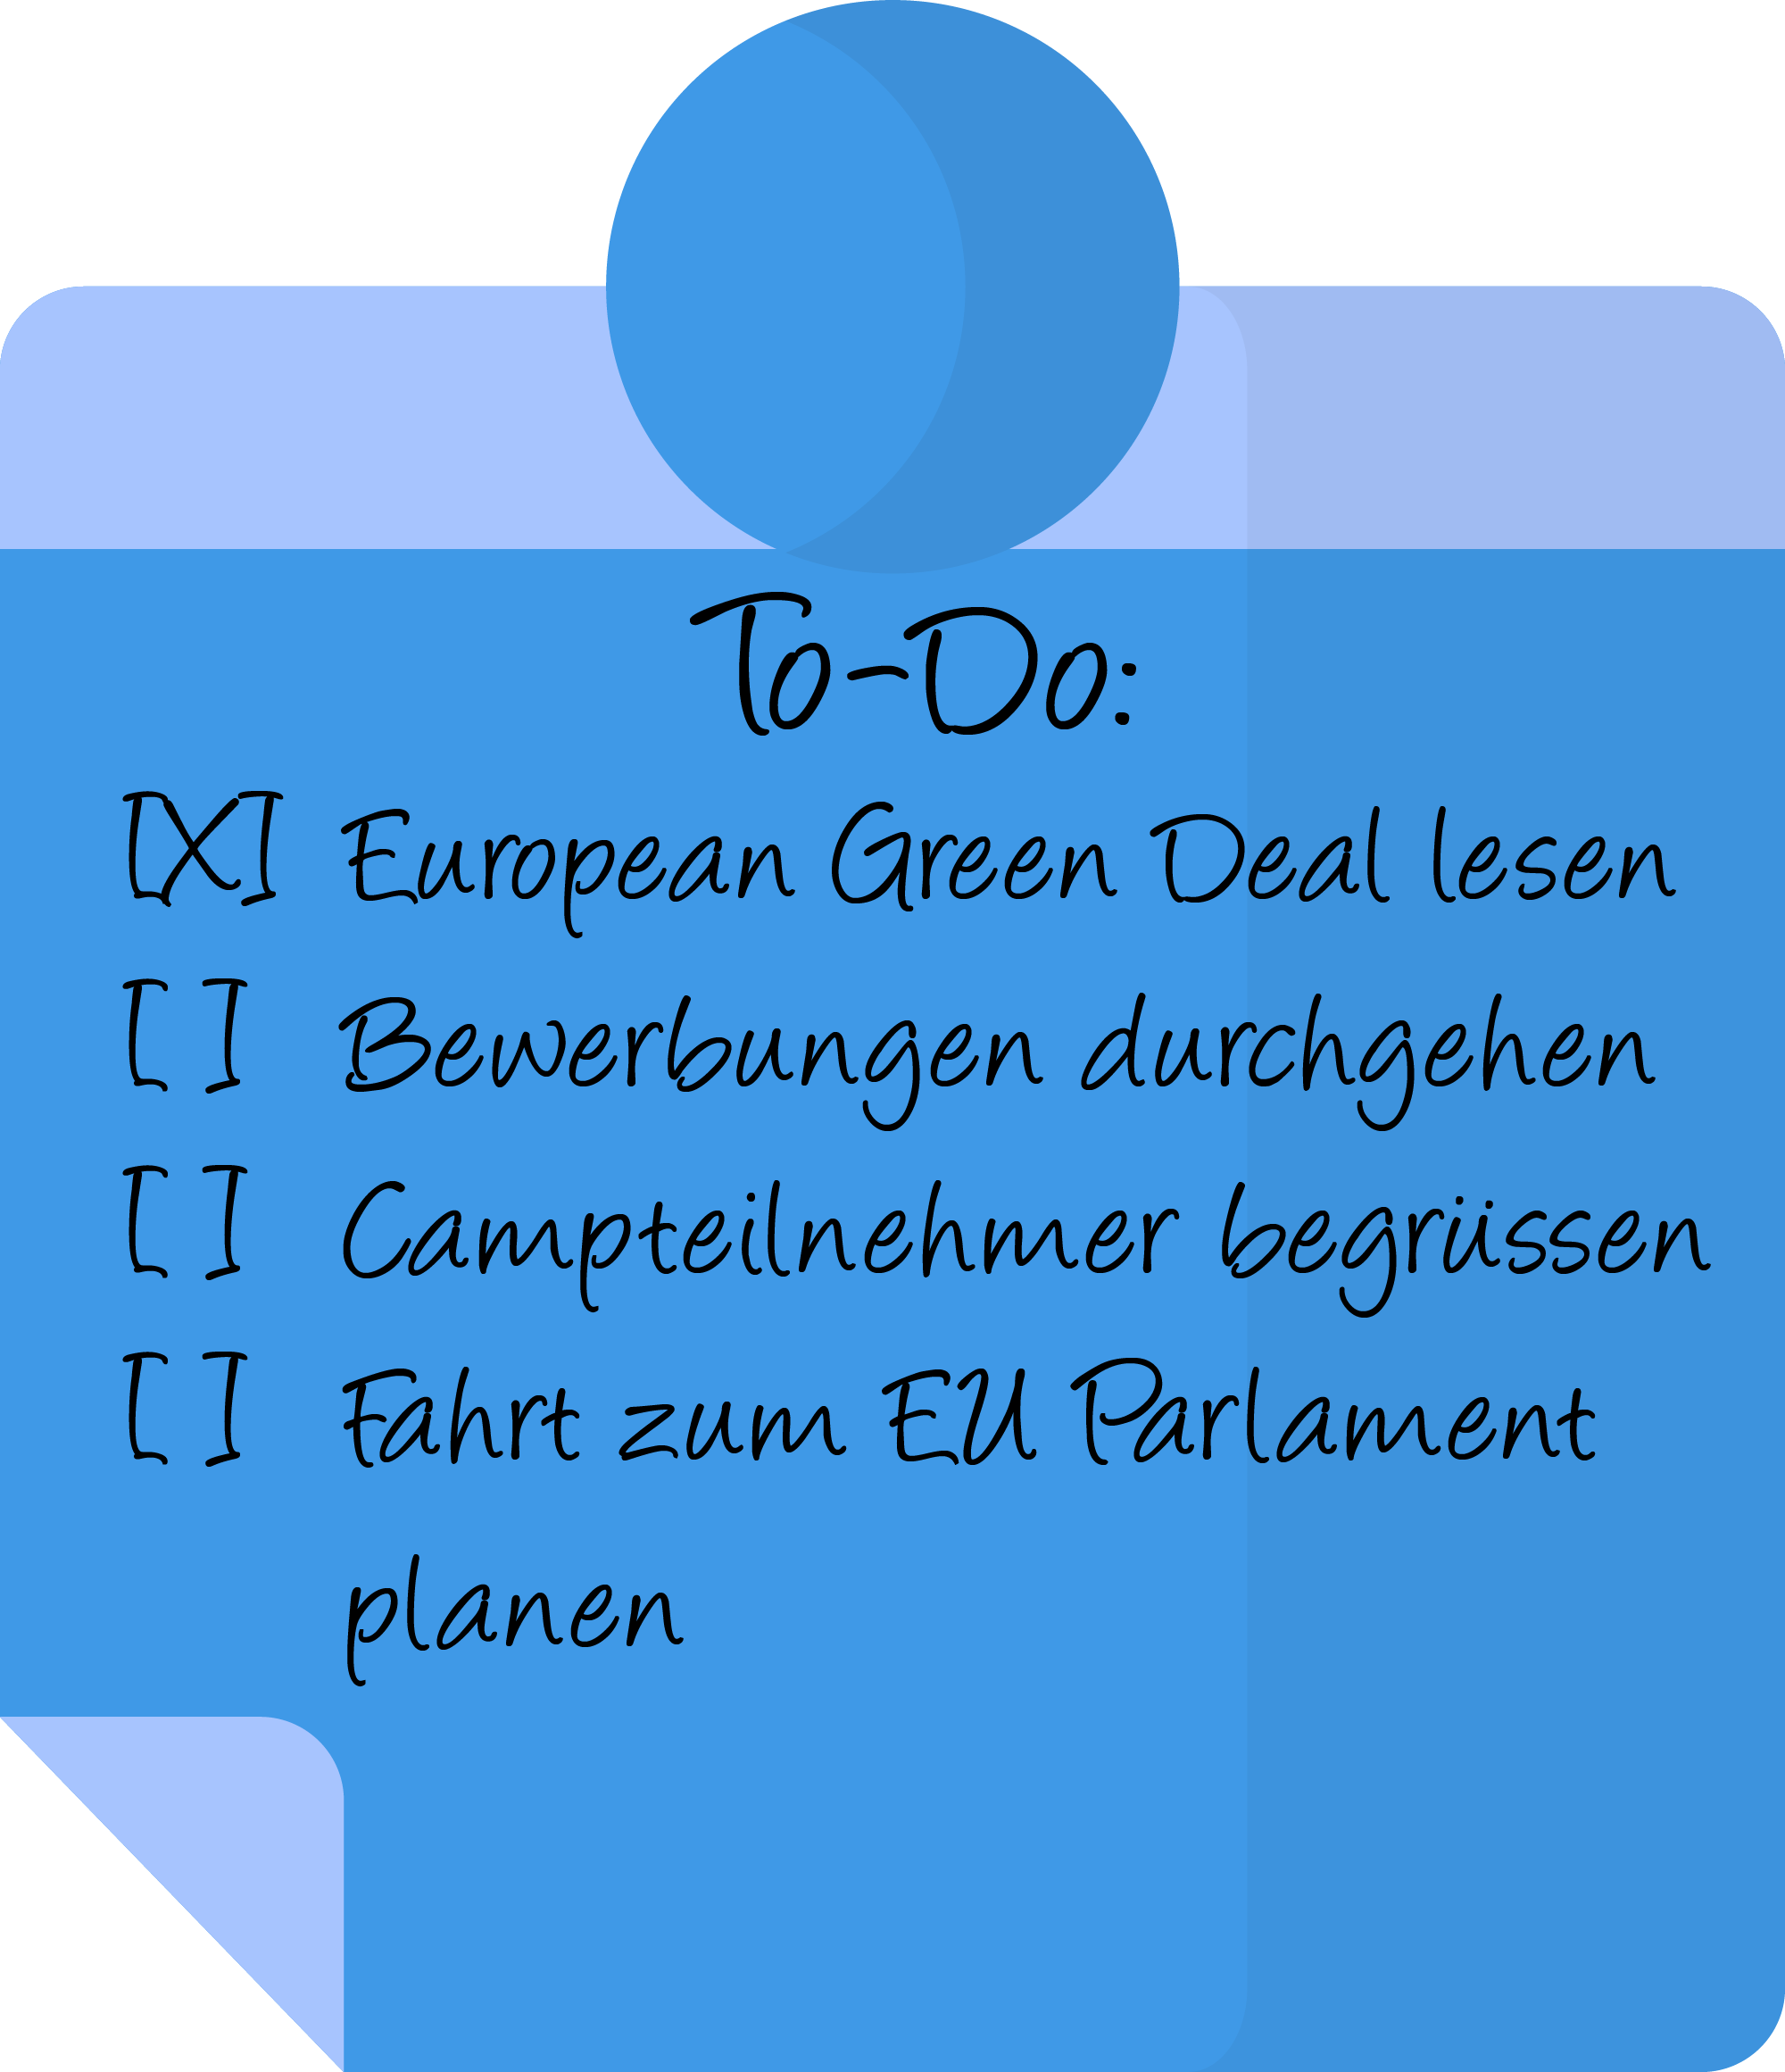 To-Do:
[X] European Green Deal lesen
[ ] Bewerbungen durchgehen
[ ] Campteilnehmer begrüssen
[ ] Fahrt zum EU Parlament
planen